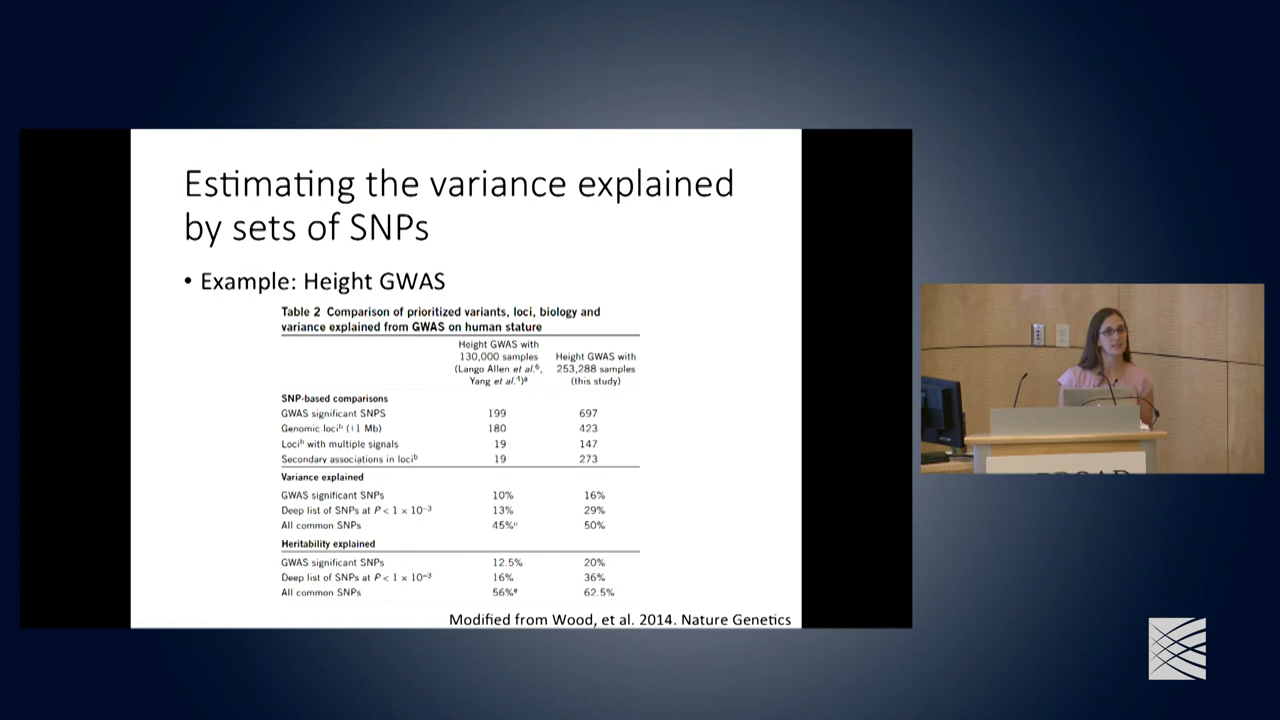 Estimating the variance explained
by sets of SNPs
• Example: Height GWAS
Table 2 Comparison of prioritized variants, loci, biology and
variance explained from GWAS on human stature
Height GWAS with
130,000 samples
(Lango Allen et al.⁶,
Yang et al.⁴)ᵃ
Height GWAS with
253,288 samples
(this study)
SNP-based comparisons
GWAS significant SNPS 199 697
Genomic lociᵇ (±1 Mb) 180 423
Lociᵇ with multiple signals 19 147
Secondary associations in lociᵇ 19 273
Variance explained
GWAS significant SNPs 10% 16%
Deep list of SNPs at P < 1 × 10⁻³ 13% 29%
All common SNPs 45%ᶜ 50%
Heritability explained
GWAS significant SNPs 12.5% 20%
Deep list of SNPs at P < 1 × 10⁻³ 16% 36%
All common SNPs 56%ᵉ 62.5%
Modified from Wood, et al. 2014. Nature Genetics